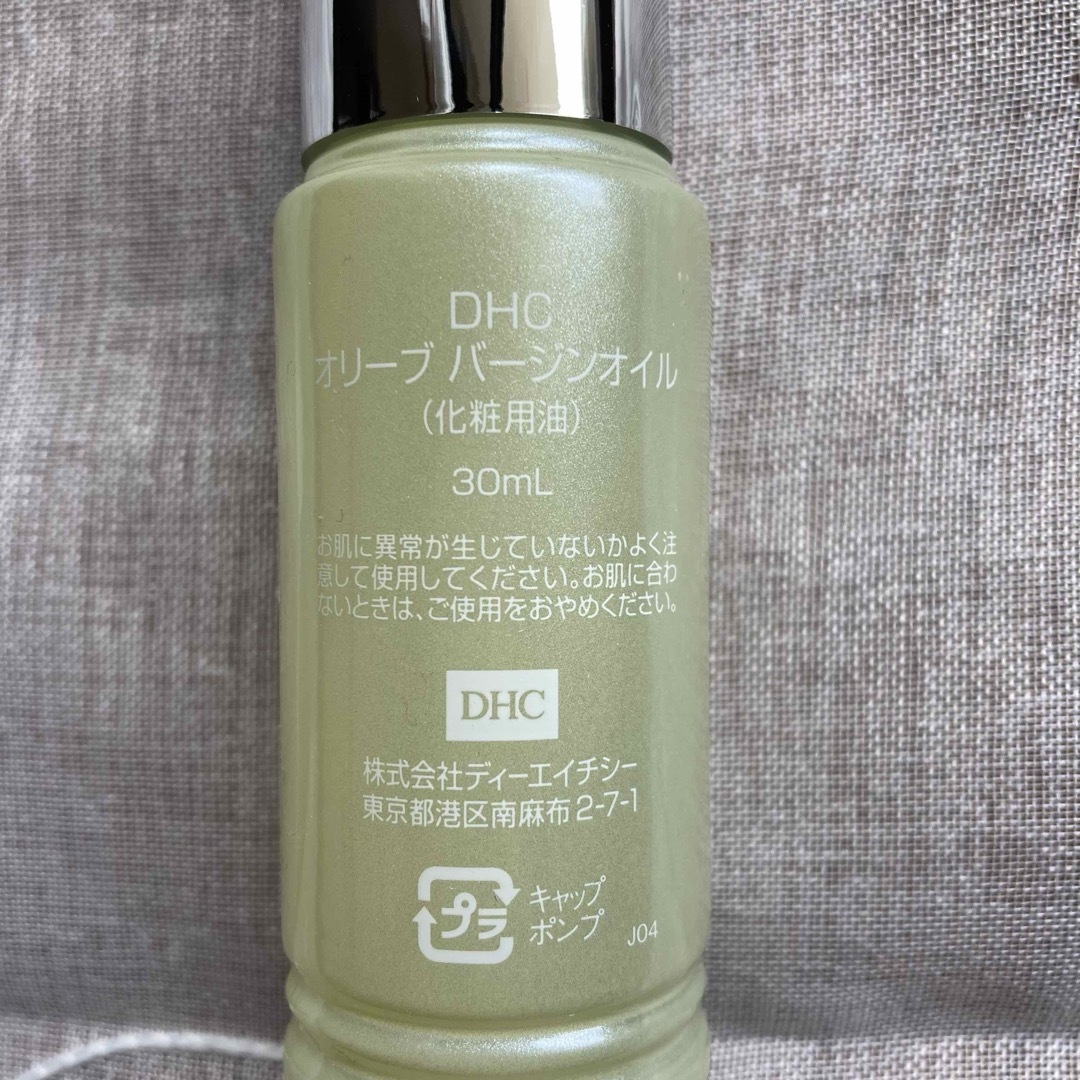 DHC
オリーブ バージンオイル
（化粧用油）
30mL
お肌に異常が生じていないかよく注
意して使用してください。お肌に合わ
ないときは、ご使用をおやめください。
DHC
株式会社ディーエイチシー
東京都港区南麻布2-7-1
プラ
キャップ
ポンプ
J04